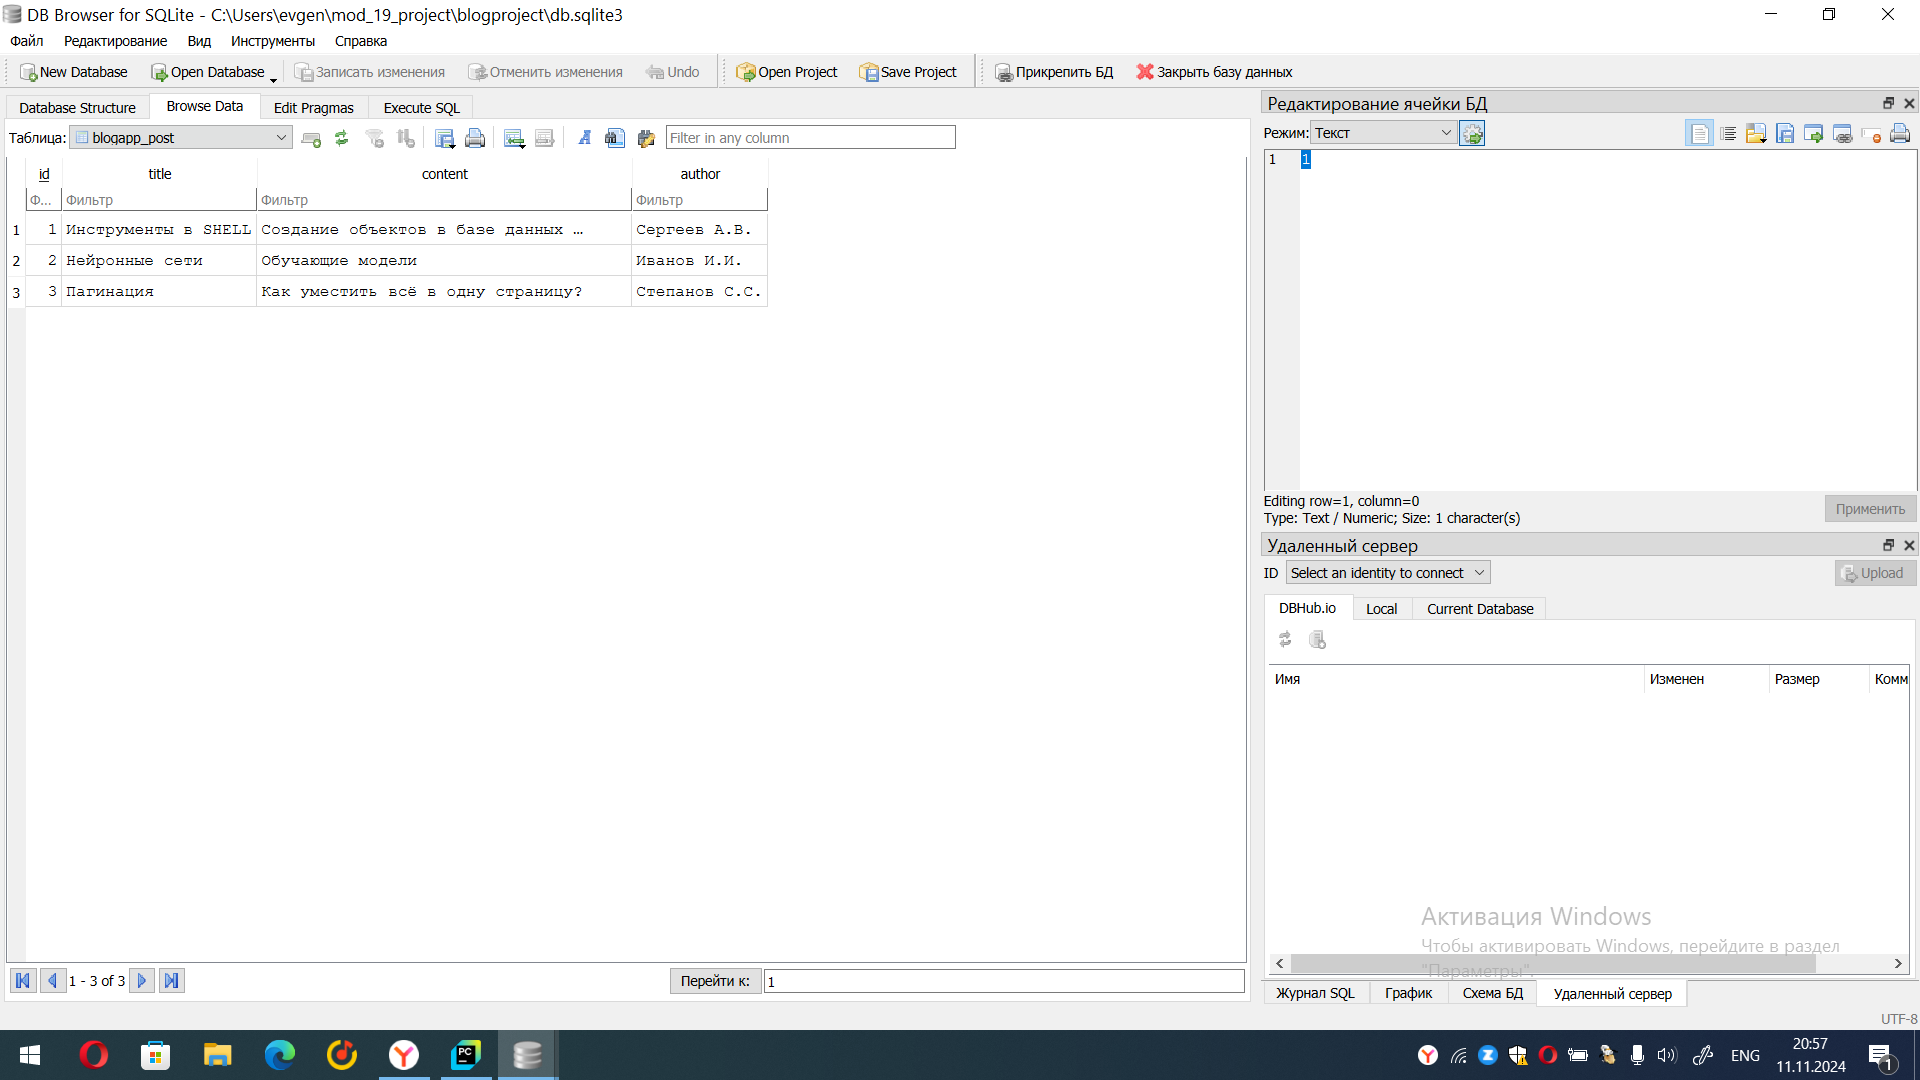 DB Browser for SQLite - C:\Users\evgen\mod_19_project\blogproject\db.sqlite3
Файл Редактирование Вид Инструменты Справка
New Database Open Database Записать изменения Отменить изменения Undo Open Project Save Project Прикрепить БД Закрыть базу данных
Database Structure Browse Data Edit Pragmas Execute SQL
Таблица: blogapp_post Filter in any column
id title content author
Ф... Фильтр Фильтр Фильтр
1 1 Инструменты в SHELL Создание объектов в базе данных … Сергеев А.В.
2 2 Нейронные сети Обучающие модели Иванов И.И.
3 3 Пагинация Как уместить всё в одну страницу? Степанов С.С.
1 - 3 of 3 Перейти к: 1
Редактирование ячейки БД
Режим: Текст
1 1
Editing row=1, column=0
Type: Text / Numeric; Size: 1 character(s)
Применить
Удаленный сервер
ID Select an identity to connect Upload
DBHub.io Local Current Database
Имя Изменен Размер Комм
Активация Windows
Чтобы активировать Windows, перейдите в раздел
"Параметры".
Журнал SQL График Схема БД Удаленный сервер
UTF-8
PC
ENG
20:57
11.11.2024
1